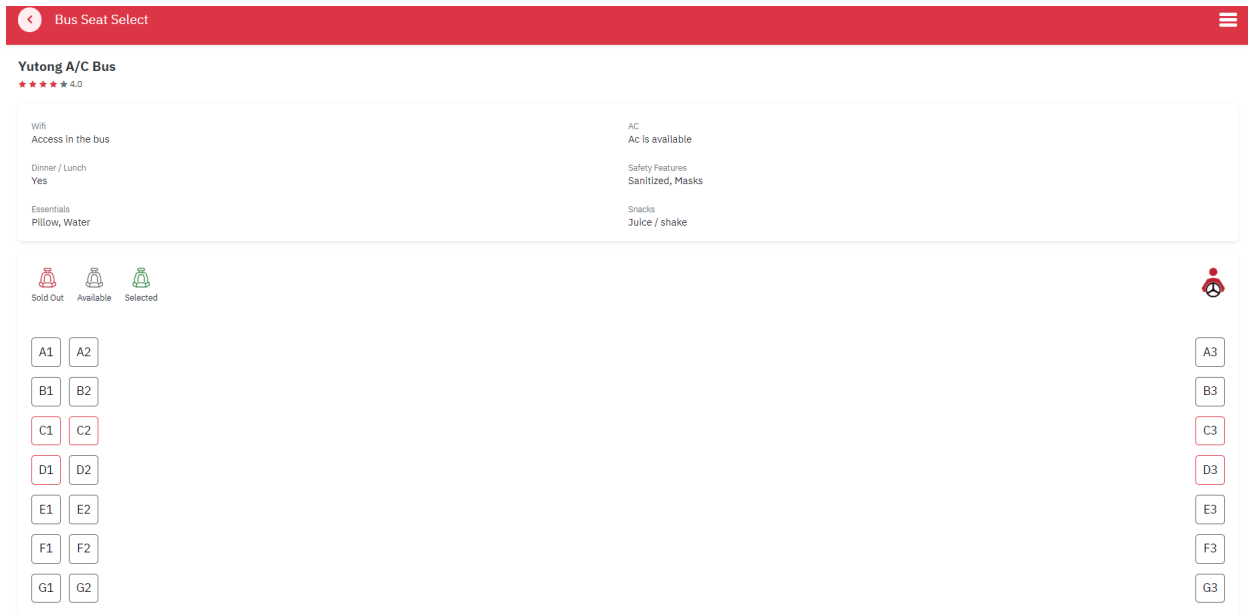 Bus Seat Select
Yutong A/C Bus
4.0
Wifi
Access in the bus
AC
Ac is available
Dinner / Lunch
Yes
Safety Features
Sanitized, Masks
Essentials
Pillow, Water
Snacks
Juice / shake
Sold Out Available Selected
A1 A2 A3
B1 B2 B3
C1 C2 C3
D1 D2 D3
E1 E2 E3
F1 F2 F3
G1 G2 G3